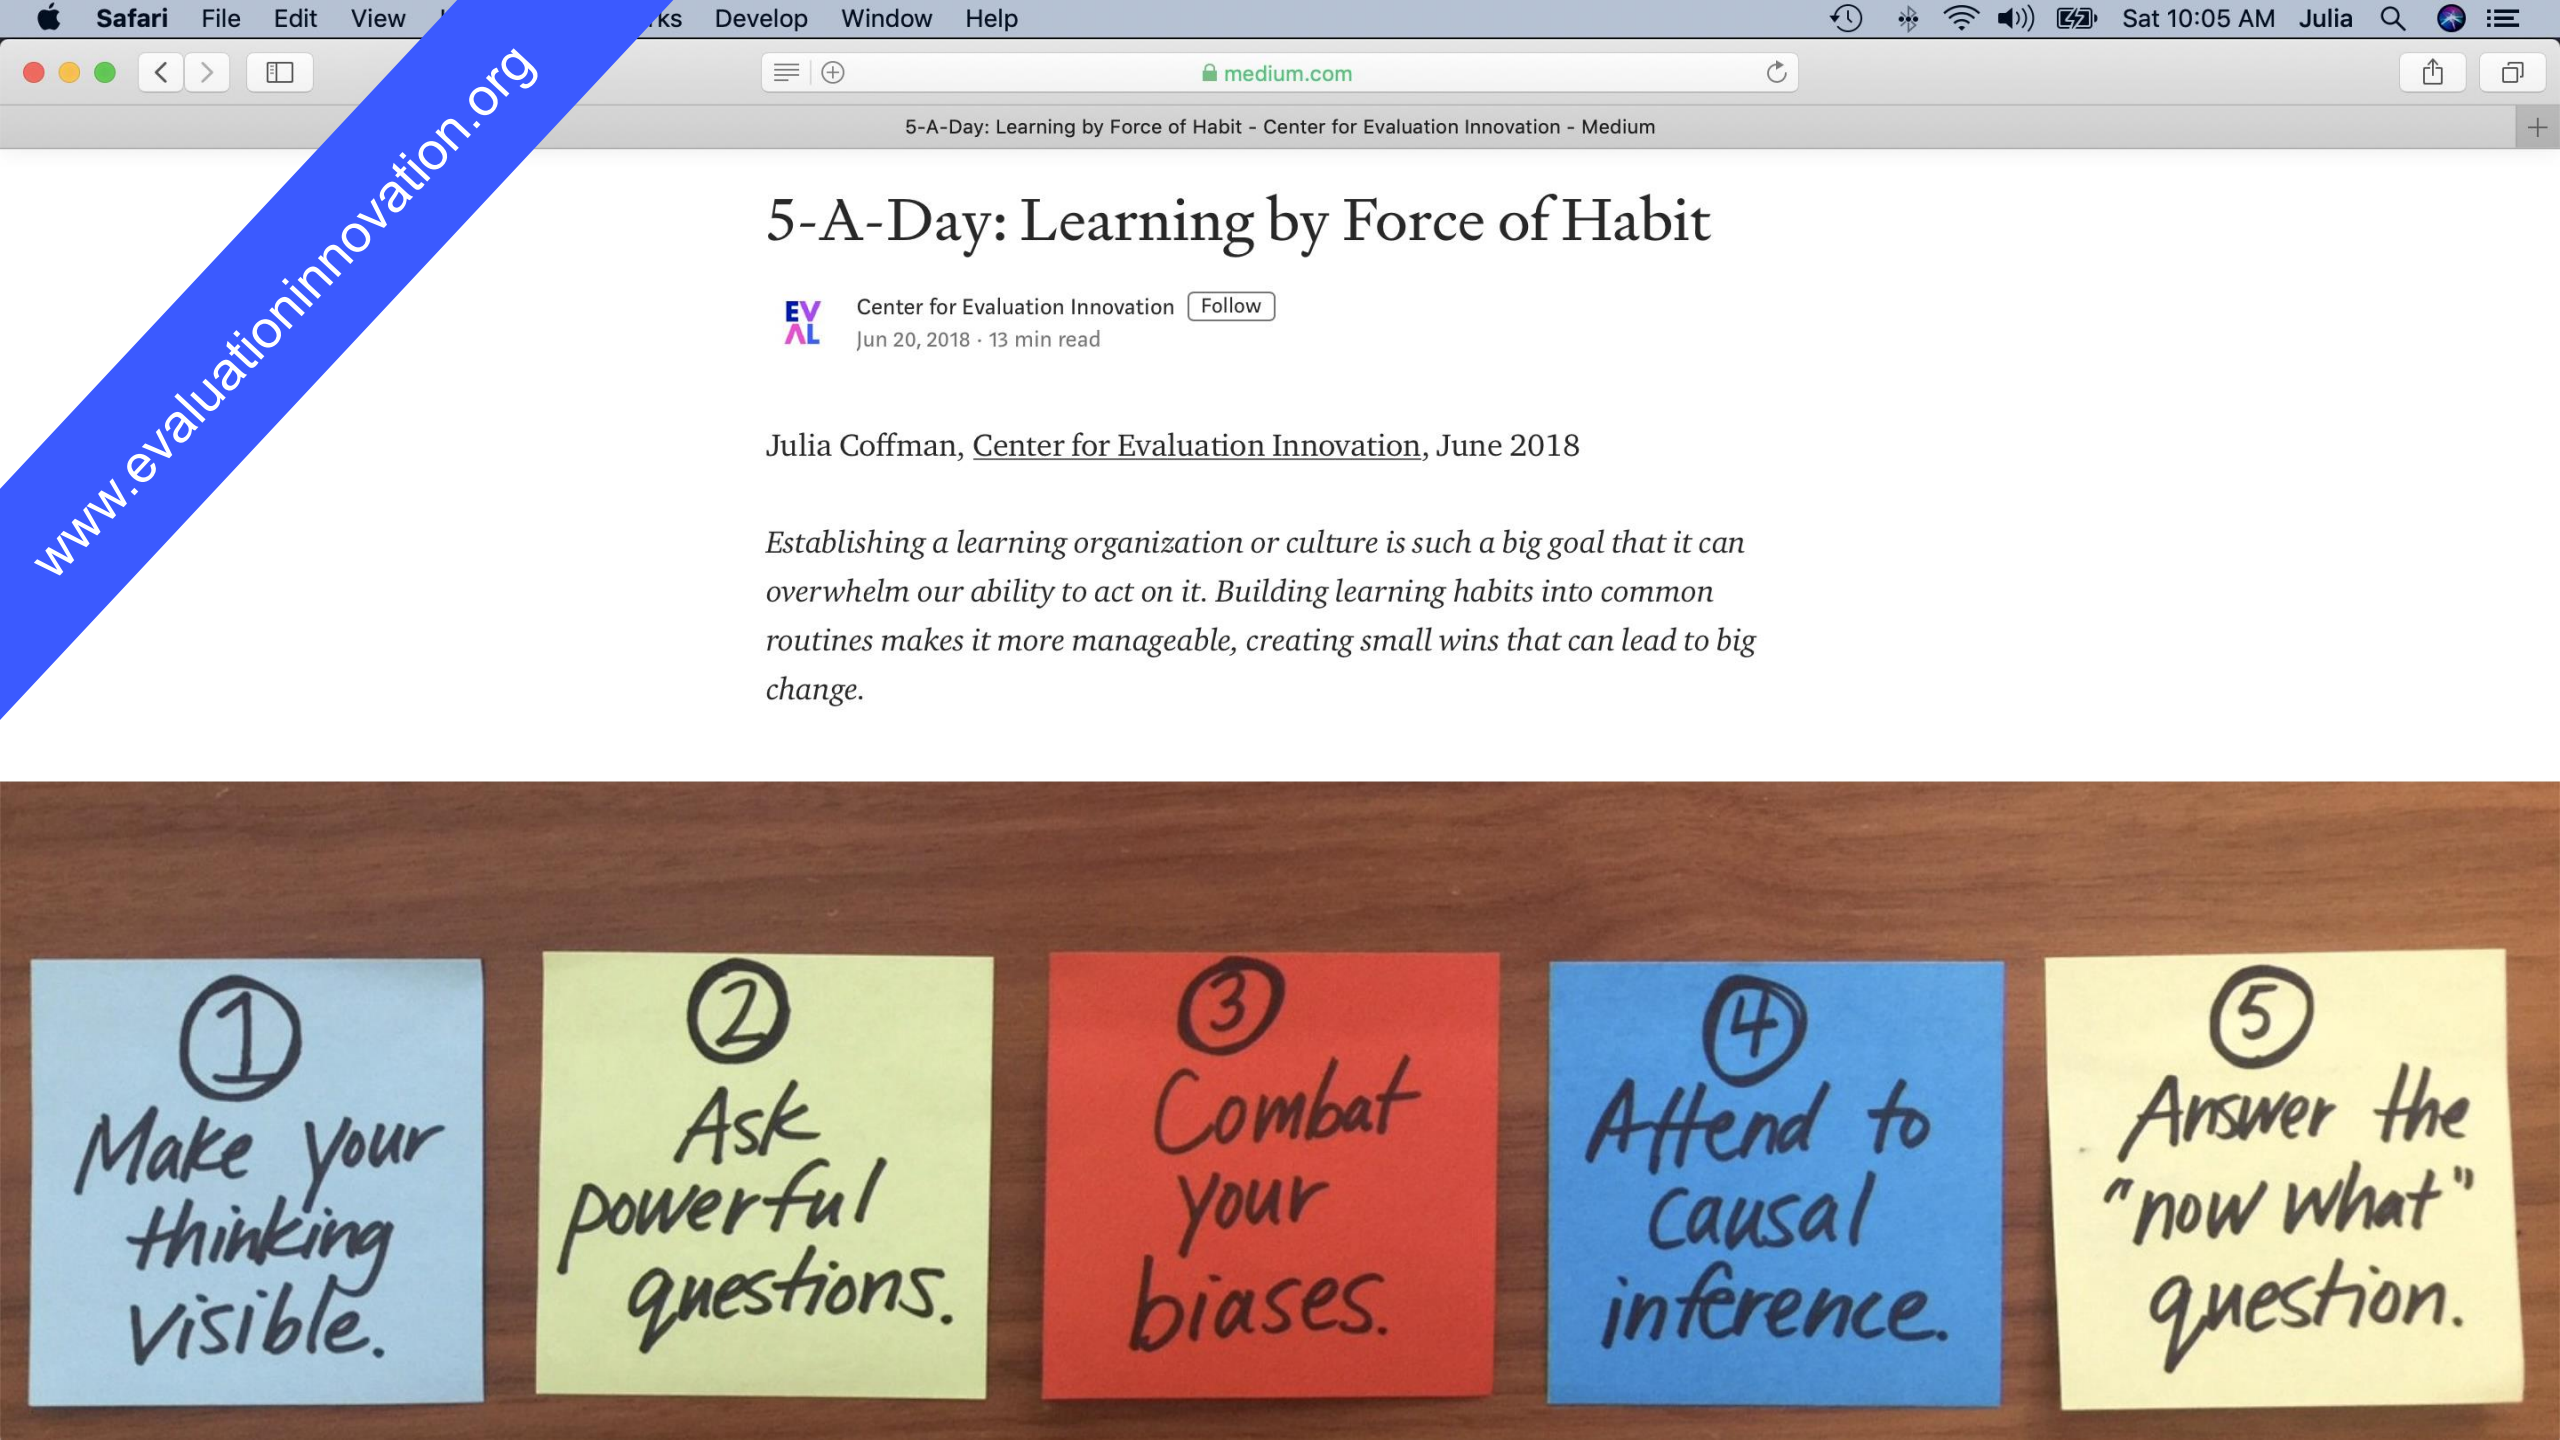 Safari File Edit View rks Develop Window Help Sat 10:05 AM Julia
medium.com
5-A-Day: Learning by Force of Habit - Center for Evaluation Innovation - Medium
www.evaluationinnovation.org
5-A-Day: Learning by Force of Habit
EV
AL
Center for Evaluation Innovation Follow
Jun 20, 2018 · 13 min read
Julia Coffman, Center for Evaluation Innovation, June 2018
Establishing a learning organization or culture is such a big goal that it can
overwhelm our ability to act on it. Building learning habits into common
routines makes it more manageable, creating small wins that can lead to big
change.
1
Make your
thinking
visible.
2
Ask
powerful
questions.
3
Combat
your
biases.
4
Attend to
causal
inference.
5
Answer the
"now what"
question.